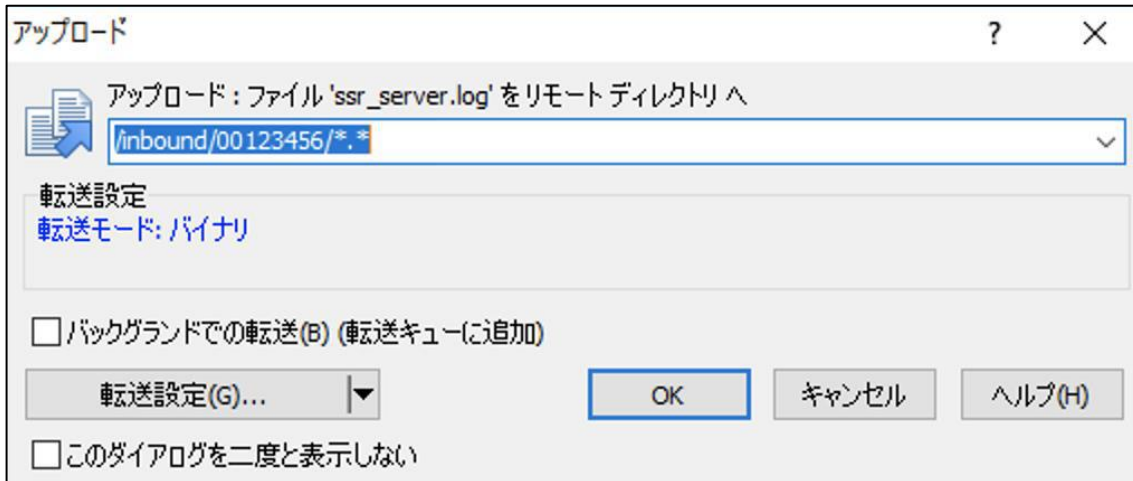 アップロード
アップロード : ファイル 'ssr_server.log' をリモート ディレクトリ へ
/inbound/00123456/*.*
転送設定
転送モード: バイナリ
バックグランドでの転送(B) (転送キューに追加)
転送設定(G)... OK キャンセル ヘルプ(H)
このダイアログを二度と表示しない